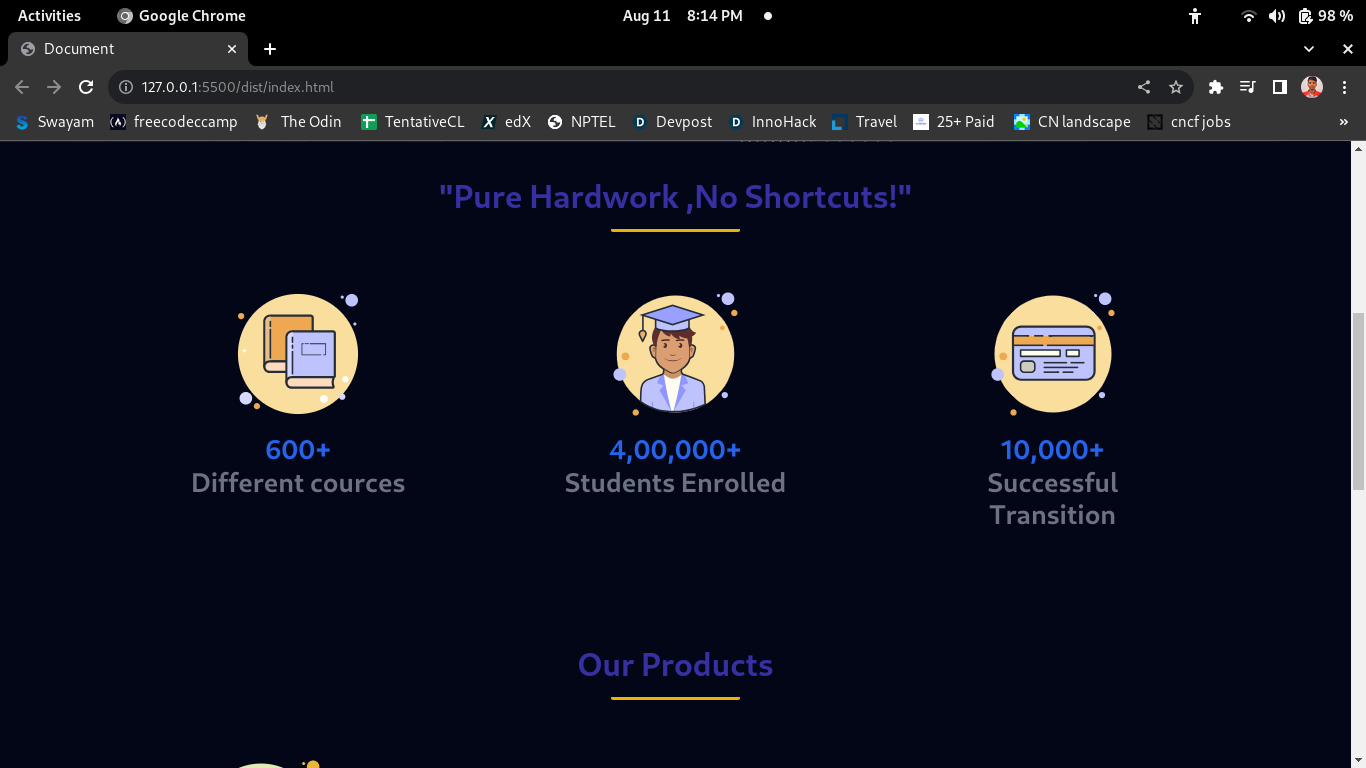 Activities Google Chrome Aug 11 8:14 PM 98 %
Document
127.0.0.1:5500/dist/index.html
Swayam freecodeccamp The Odin TentativeCL edX NPTEL Devpost InnoHack Travel 25+ Paid CN landscape cncf jobs »
"Pure Hardwork ,No Shortcuts!"
600+ 4,00,000+ 10,000+
Different cources Students Enrolled Successful
Transition
Our Products